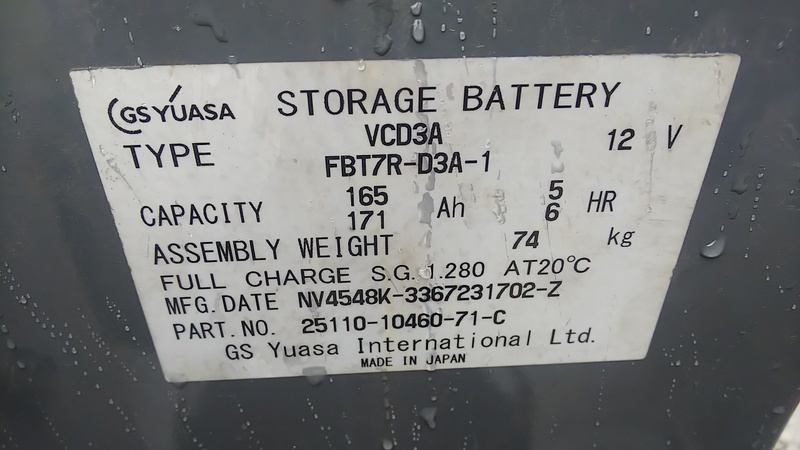 GS YUASA STORAGE BATTERY
TYPE VCD3A 12 V
FBT7R-D3A-1
CAPACITY 165 Ah 5 HR
171 6
ASSEMBLY WEIGHT 74 kg
FULL CHARGE S.G. 1.280 AT20°C
MFG.DATE NV4548K-3367231702-Z
PART.NO. 25110-10460-71-C
GS Yuasa International Ltd.
MADE IN JAPAN